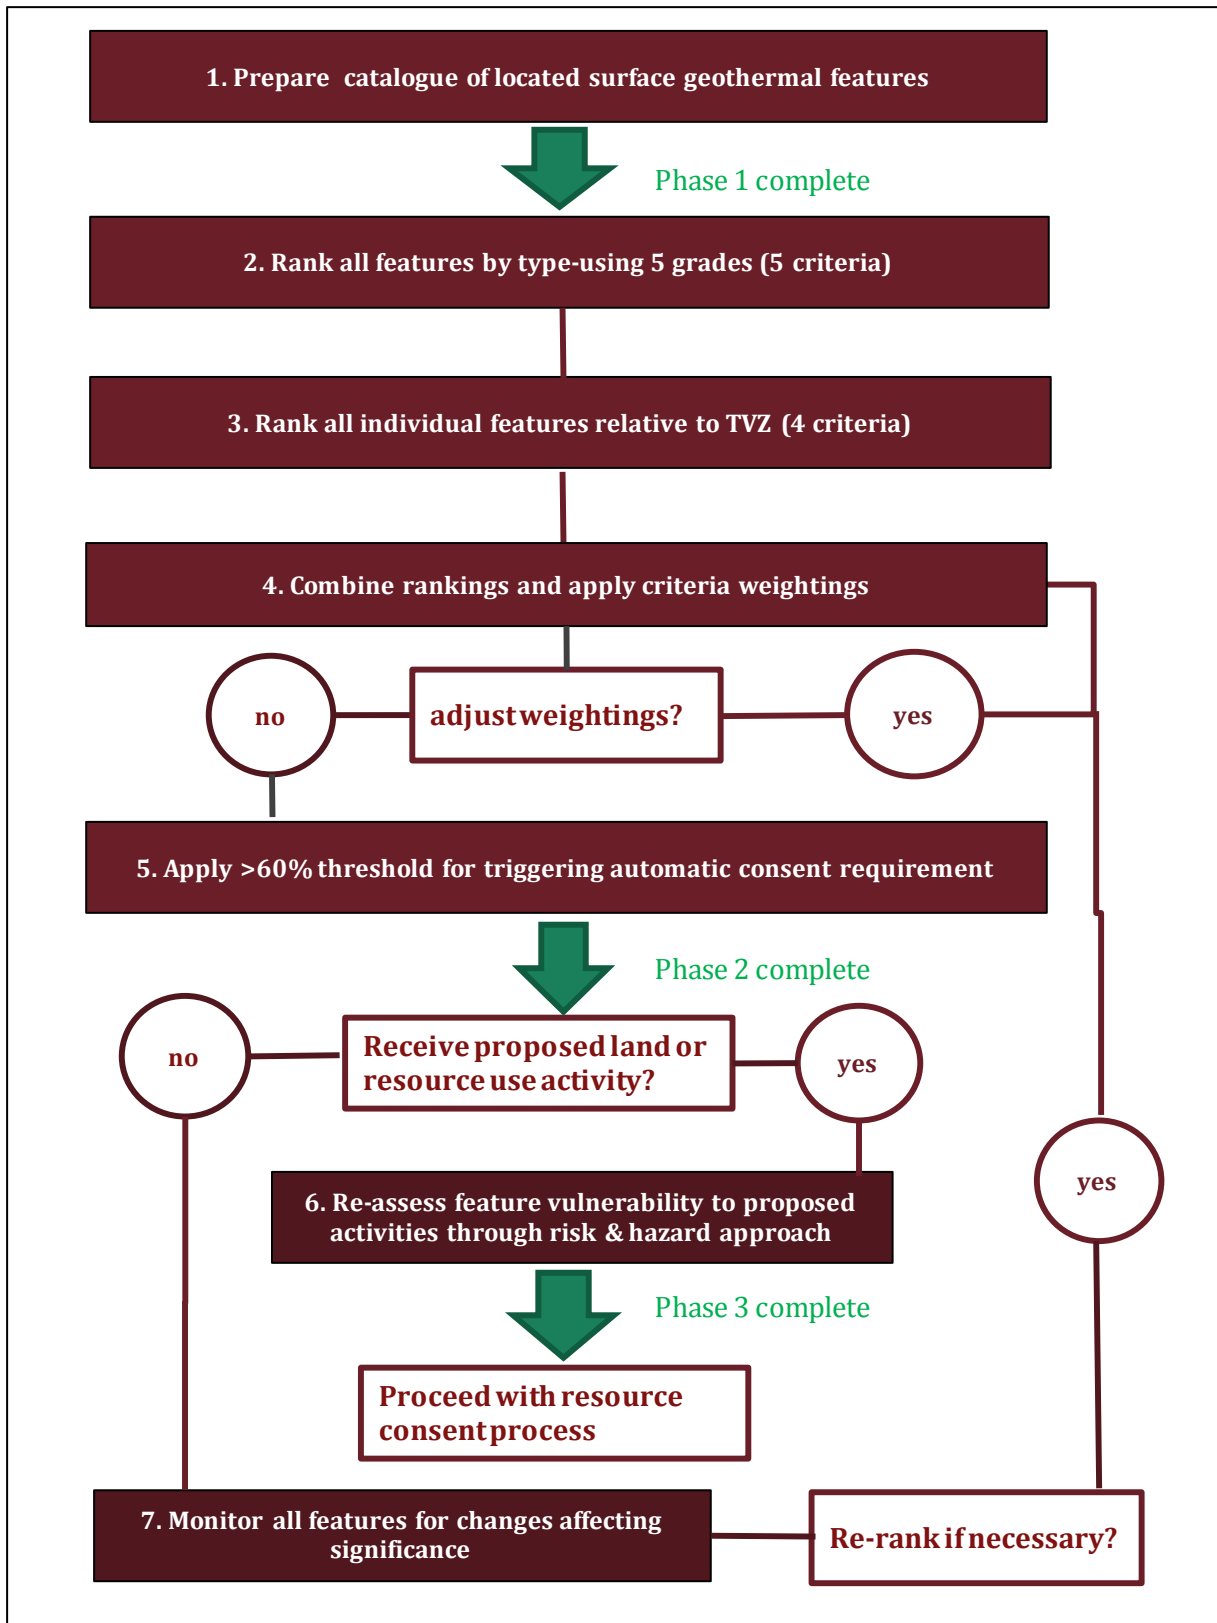 1. Prepare catalogue of located surface geothermal features
Phase 1 complete
2. Rank all features by type-using 5 grades (5 criteria)
3. Rank all individual features relative to TVZ (4 criteria)
4. Combine rankings and apply criteria weightings
no
adjust weightings?
yes
5. Apply >60% threshold for triggering automatic consent requirement
Phase 2 complete
no
Receive proposed land or
resource use activity?
yes
6. Re-assess feature vulnerability to proposed
activities through risk & hazard approach
yes
Phase 3 complete
Proceed with resource
consent process
7. Monitor all features for changes affecting
significance
Re-rank if necessary?